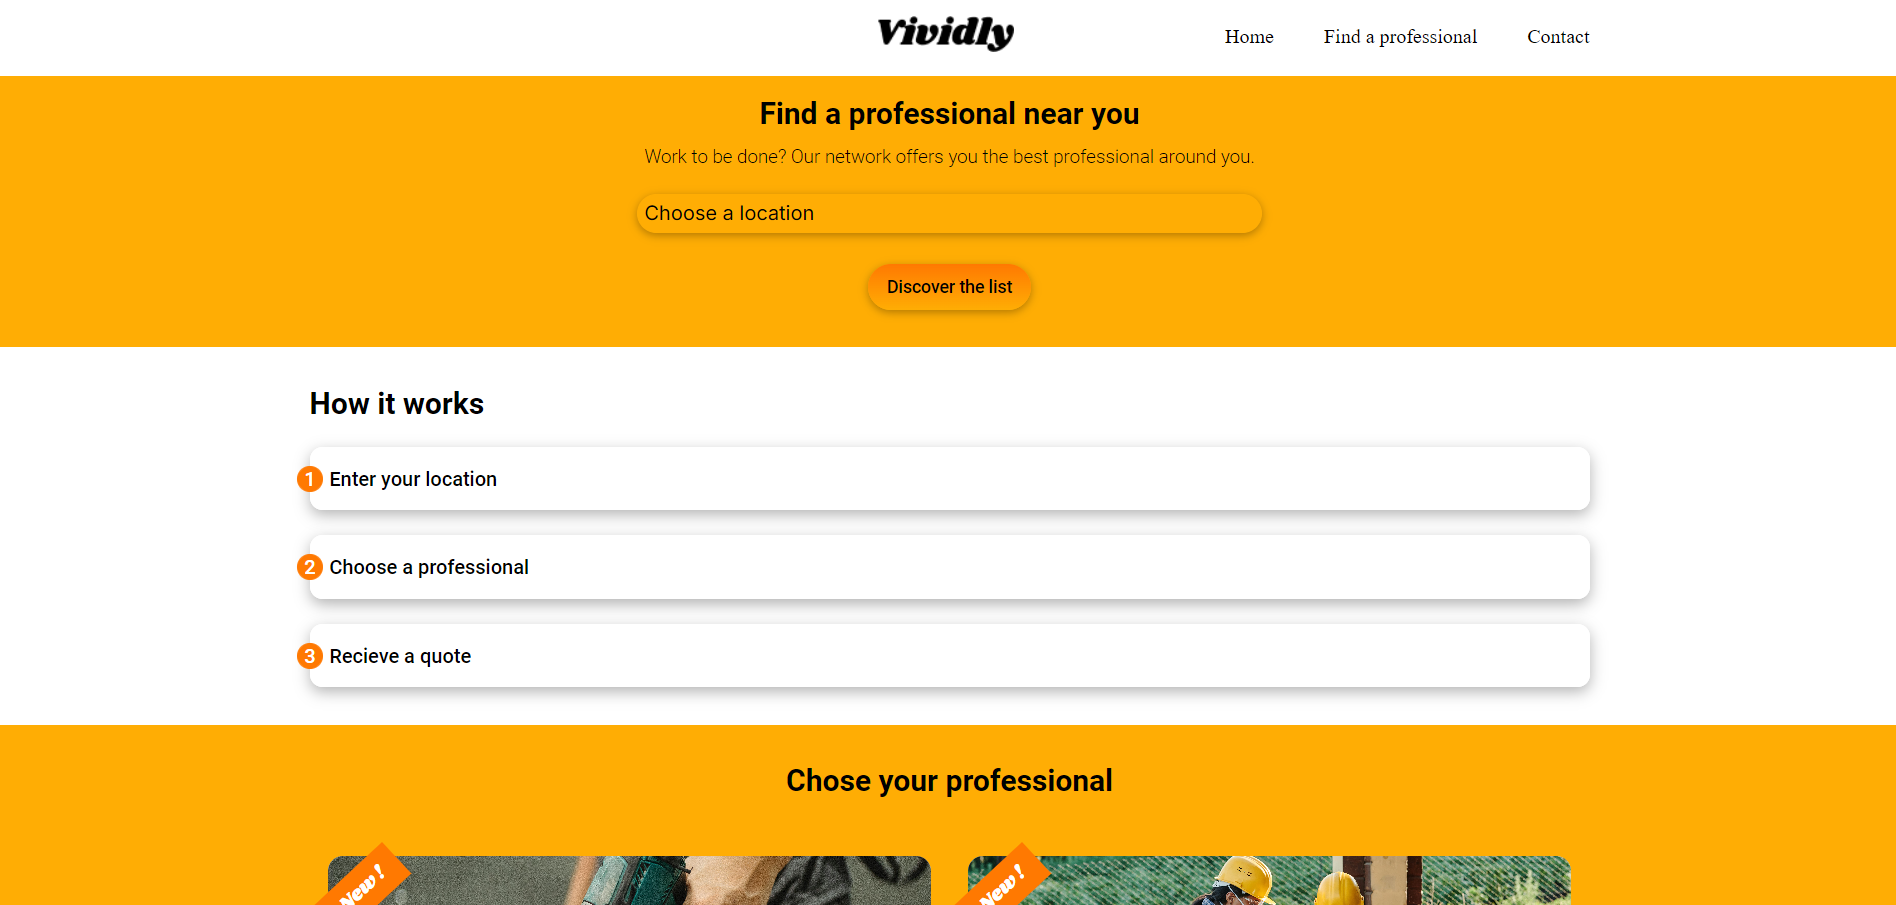 Vividly
Home
Find a professional
Contact
Find a professional near you
Work to be done? Our network offers you the best professional around you.
Choose a location
Discover the list
How it works
1 Enter your location
2 Choose a professional
3 Recieve a quote
Chose your professional
New !
New !